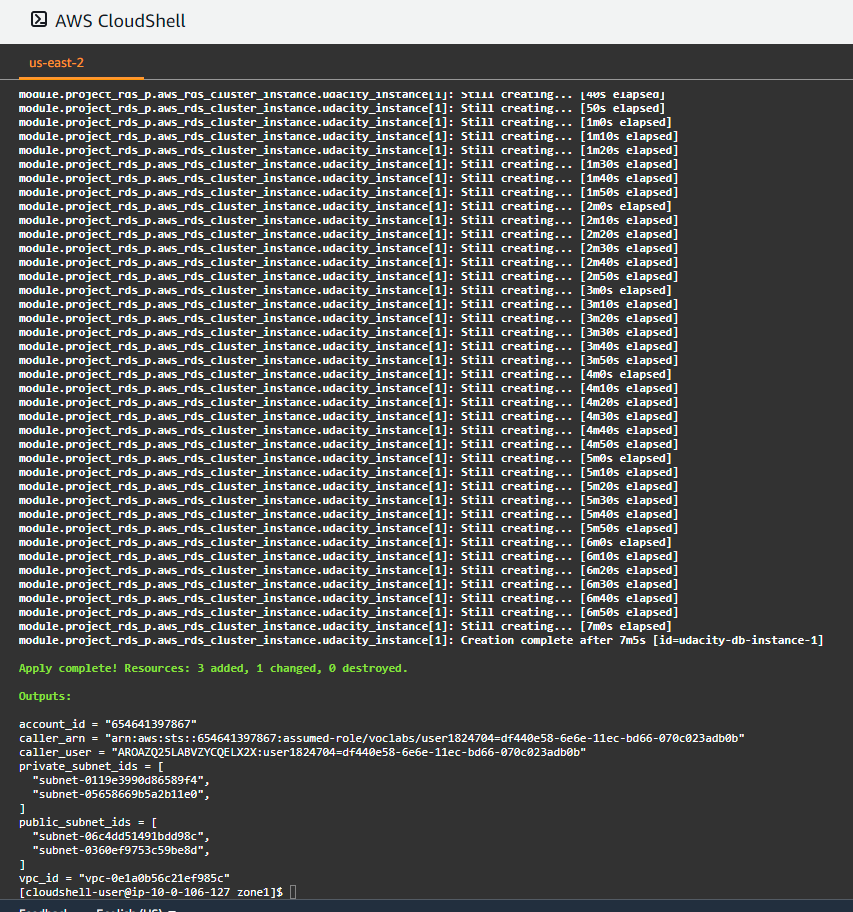 AWS CloudShell
us-east-2
module.project_rds_p.aws_rds_cluster_instance.udacity_instance[1]: Still creating... [40s elapsed]
module.project_rds_p.aws_rds_cluster_instance.udacity_instance[1]: Still creating... [50s elapsed]
module.project_rds_p.aws_rds_cluster_instance.udacity_instance[1]: Still creating... [1m0s elapsed]
module.project_rds_p.aws_rds_cluster_instance.udacity_instance[1]: Still creating... [1m10s elapsed]
module.project_rds_p.aws_rds_cluster_instance.udacity_instance[1]: Still creating... [1m20s elapsed]
module.project_rds_p.aws_rds_cluster_instance.udacity_instance[1]: Still creating... [1m30s elapsed]
module.project_rds_p.aws_rds_cluster_instance.udacity_instance[1]: Still creating... [1m40s elapsed]
module.project_rds_p.aws_rds_cluster_instance.udacity_instance[1]: Still creating... [1m50s elapsed]
module.project_rds_p.aws_rds_cluster_instance.udacity_instance[1]: Still creating... [2m0s elapsed]
module.project_rds_p.aws_rds_cluster_instance.udacity_instance[1]: Still creating... [2m10s elapsed]
module.project_rds_p.aws_rds_cluster_instance.udacity_instance[1]: Still creating... [2m20s elapsed]
module.project_rds_p.aws_rds_cluster_instance.udacity_instance[1]: Still creating... [2m30s elapsed]
module.project_rds_p.aws_rds_cluster_instance.udacity_instance[1]: Still creating... [2m40s elapsed]
module.project_rds_p.aws_rds_cluster_instance.udacity_instance[1]: Still creating... [2m50s elapsed]
module.project_rds_p.aws_rds_cluster_instance.udacity_instance[1]: Still creating... [3m0s elapsed]
module.project_rds_p.aws_rds_cluster_instance.udacity_instance[1]: Still creating... [3m10s elapsed]
module.project_rds_p.aws_rds_cluster_instance.udacity_instance[1]: Still creating... [3m20s elapsed]
module.project_rds_p.aws_rds_cluster_instance.udacity_instance[1]: Still creating... [3m30s elapsed]
module.project_rds_p.aws_rds_cluster_instance.udacity_instance[1]: Still creating... [3m40s elapsed]
module.project_rds_p.aws_rds_cluster_instance.udacity_instance[1]: Still creating... [3m50s elapsed]
module.project_rds_p.aws_rds_cluster_instance.udacity_instance[1]: Still creating... [4m0s elapsed]
module.project_rds_p.aws_rds_cluster_instance.udacity_instance[1]: Still creating... [4m10s elapsed]
module.project_rds_p.aws_rds_cluster_instance.udacity_instance[1]: Still creating... [4m20s elapsed]
module.project_rds_p.aws_rds_cluster_instance.udacity_instance[1]: Still creating... [4m30s elapsed]
module.project_rds_p.aws_rds_cluster_instance.udacity_instance[1]: Still creating... [4m40s elapsed]
module.project_rds_p.aws_rds_cluster_instance.udacity_instance[1]: Still creating... [4m50s elapsed]
module.project_rds_p.aws_rds_cluster_instance.udacity_instance[1]: Still creating... [5m0s elapsed]
module.project_rds_p.aws_rds_cluster_instance.udacity_instance[1]: Still creating... [5m10s elapsed]
module.project_rds_p.aws_rds_cluster_instance.udacity_instance[1]: Still creating... [5m20s elapsed]
module.project_rds_p.aws_rds_cluster_instance.udacity_instance[1]: Still creating... [5m30s elapsed]
module.project_rds_p.aws_rds_cluster_instance.udacity_instance[1]: Still creating... [5m40s elapsed]
module.project_rds_p.aws_rds_cluster_instance.udacity_instance[1]: Still creating... [5m50s elapsed]
module.project_rds_p.aws_rds_cluster_instance.udacity_instance[1]: Still creating... [6m0s elapsed]
module.project_rds_p.aws_rds_cluster_instance.udacity_instance[1]: Still creating... [6m10s elapsed]
module.project_rds_p.aws_rds_cluster_instance.udacity_instance[1]: Still creating... [6m20s elapsed]
module.project_rds_p.aws_rds_cluster_instance.udacity_instance[1]: Still creating... [6m30s elapsed]
module.project_rds_p.aws_rds_cluster_instance.udacity_instance[1]: Still creating... [6m40s elapsed]
module.project_rds_p.aws_rds_cluster_instance.udacity_instance[1]: Still creating... [6m50s elapsed]
module.project_rds_p.aws_rds_cluster_instance.udacity_instance[1]: Still creating... [7m0s elapsed]
module.project_rds_p.aws_rds_cluster_instance.udacity_instance[1]: Creation complete after 7m5s [id=udacity-db-instance-1]
Apply complete! Resources: 3 added, 1 changed, 0 destroyed.
Outputs:
account_id = "654641397867"
caller_arn = "arn:aws:sts::654641397867:assumed-role/voclabs/user1824704=df440e58-6e6e-11ec-bd66-070c023adb0b"
caller_user = "AROAZQ25LABVZYCQELX2X:user1824704=df440e58-6e6e-11ec-bd66-070c023adb0b"
private_subnet_ids = [
"subnet-0119e3990d86589f4",
"subnet-05658669b5a2b11e0",
]
public_subnet_ids = [
"subnet-06c4dd51491bdd98c",
"subnet-0360ef9753c59be8d",
]
vpc_id = "vpc-0e1a0b56c21ef985c"
[cloudshell-user@ip-10-0-106-127 zone1]$
Feedback English (US)